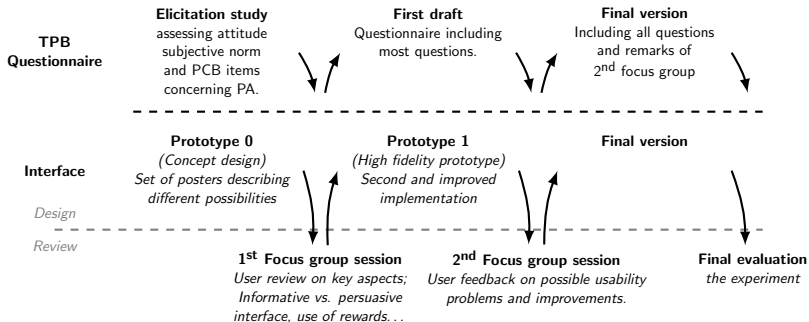 TPB
Questionnaire
Elicitation study
assessing attitude
subjective norm
and PCB items
concerning PA.
First draft
Questionnaire including
most questions.
Final version
Including all questions
and remarks of
2nd focus group
Interface
Prototype 0
(Concept design)
Set of posters describing
different possibilities
Prototype 1
(High fidelity prototype)
Second and improved
implementation
Final version
Design
Review
1st Focus group session
User review on key aspects;
Informative vs. persuasive
interface, use of rewards...
2nd Focus group session
User feedback on possible usability
problems and improvements.
Final evaluation
the experiment